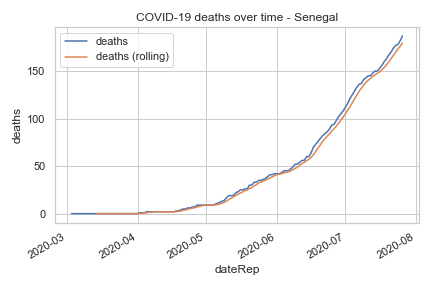 COVID-19 deaths over time - Senegal
deaths
deaths (rolling)
deaths
150
100
50
0
2020-03
2020-04
2020-05
2020-06
2020-07
2020-08
dateRep